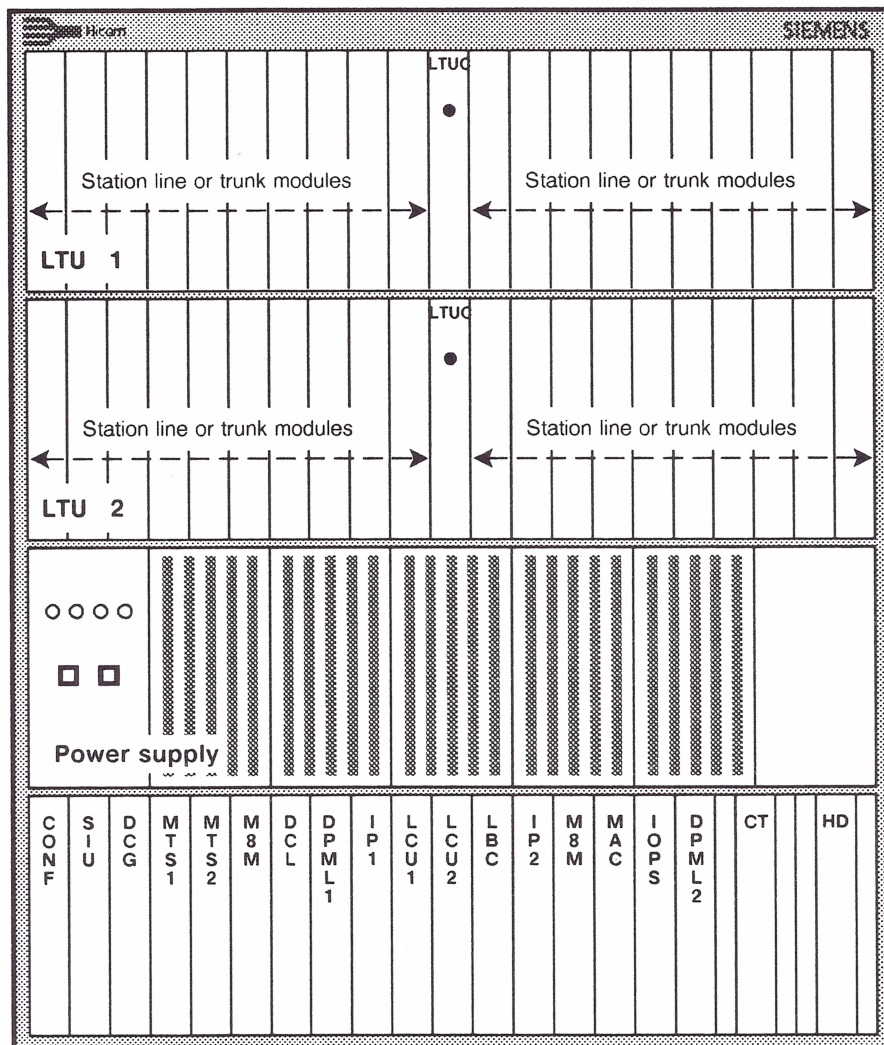 Hicom SIEMENS
LTUC
Station line or trunk modules Station line or trunk modules
LTU 1
LTUC
Station line or trunk modules Station line or trunk modules
LTU 2
Power supply
CONF SIU DCG MTS1 MTS2 M8M DCL DPML1 IP1 LCU1 LCU2 LBC IP2 M8M MAC IOPS DPML2 CT HD